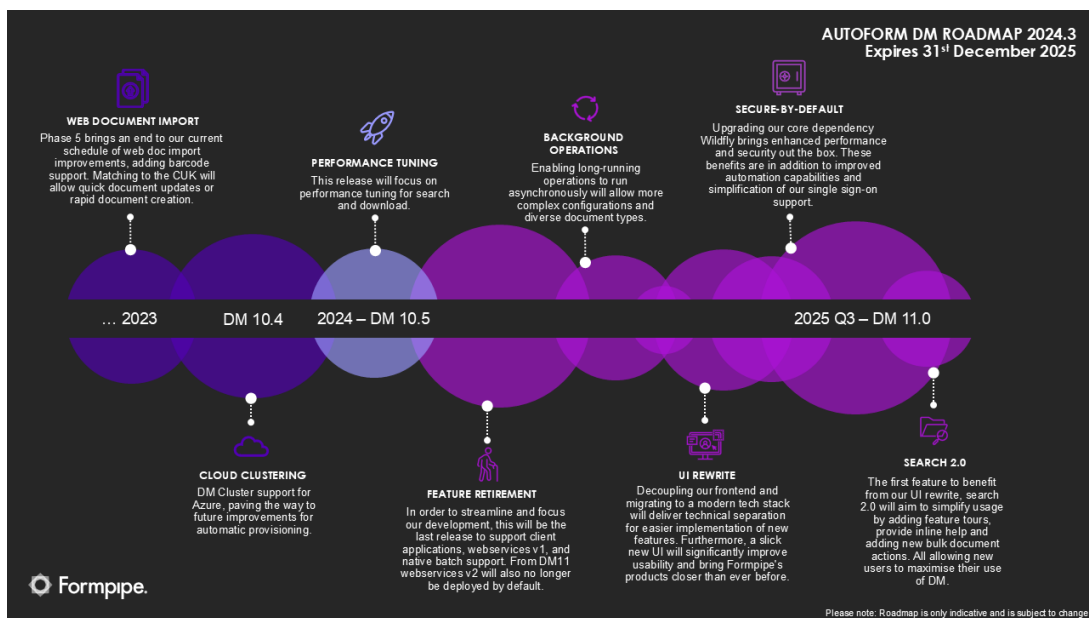 AUTOFORM DM ROADMAP 2024.3
Expires 31st December 2025
WEB DOCUMENT IMPORT
Phase 5 brings an end to our current
schedule of web doc import
improvements, adding barcode
support. Matching to the CUK will
allow quick document updates or
rapid document creation.
PERFORMANCE TUNING
This release will focus on
performance tuning for search
and download.
BACKGROUND
OPERATIONS
Enabling long-running
operations to run
asynchronously will allow more
complex configurations and
diverse document types.
SECURE-BY-DEFAULT
Upgrading our core dependency
Wildfly brings enhanced performance
and security out the box. These
benefits are in addition to improved
automation capabilities and
simplification of our single sign-on
support.
... 2023
DM 10.4
2024 – DM 10.5
2025 Q3 – DM 11.0
CLOUD CLUSTERING
DM Cluster support for
Azure, paving the way to
future improvements for
automatic provisioning.
FEATURE RETIREMENT
In order to streamline and focus
our development, this will be the
last release to support client
applications, webservices v1, and
native batch support. From DM11
webservices v2 will also no longer
be deployed by default.
UI REWRITE
Decoupling our frontend and
migrating to a modern tech stack
will deliver technical separation
for easier implementation of new
features. Furthermore, a slick
new UI will significantly improve
usability and bring Formpipe's
products closer than ever before.
SEARCH 2.0
The first feature to benefit
from our UI rewrite, search
2.0 will aim to simplify usage
by adding feature tours,
provide inline help and
adding new bulk document
actions. All allowing new
users to maximise their use
of DM.
Formpipe.
Please note: Roadmap is only indicative and is subject to change